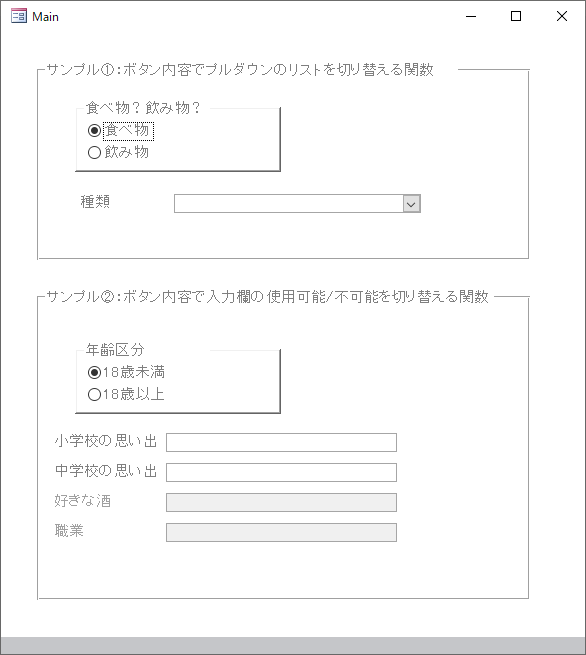 Main
サンプル①：ボタン内容でプルダウンのリストを切り替える関数
食べ物？飲み物？
食べ物
飲み物
種類
サンプル②：ボタン内容で入力欄の使用可能/不可能を切り替える関数
年齢区分
18歳未満
18歳以上
小学校の思い出
中学校の思い出
好きな酒
職業